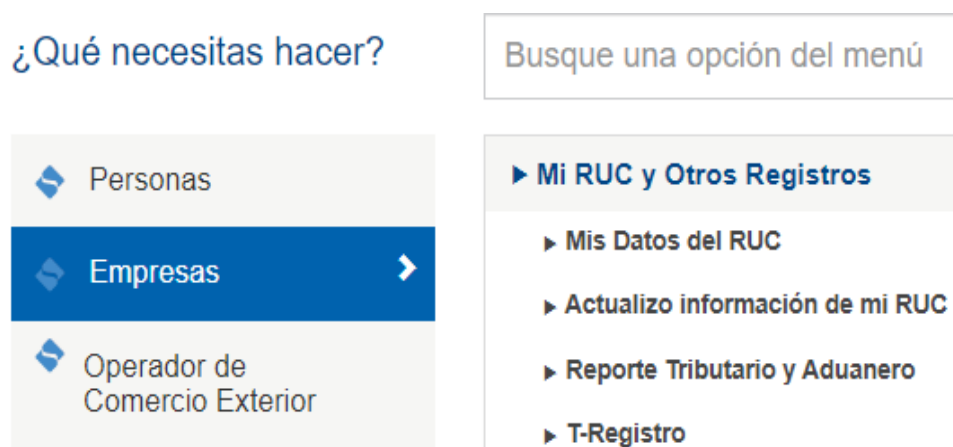 ¿Qué necesitas hacer?
Busque una opción del menú
Personas
Empresas
Operador de
Comercio Exterior
Mi RUC y Otros Registros
Mis Datos del RUC
Actualizo información de mi RUC
Reporte Tributario y Aduanero
T-Registro